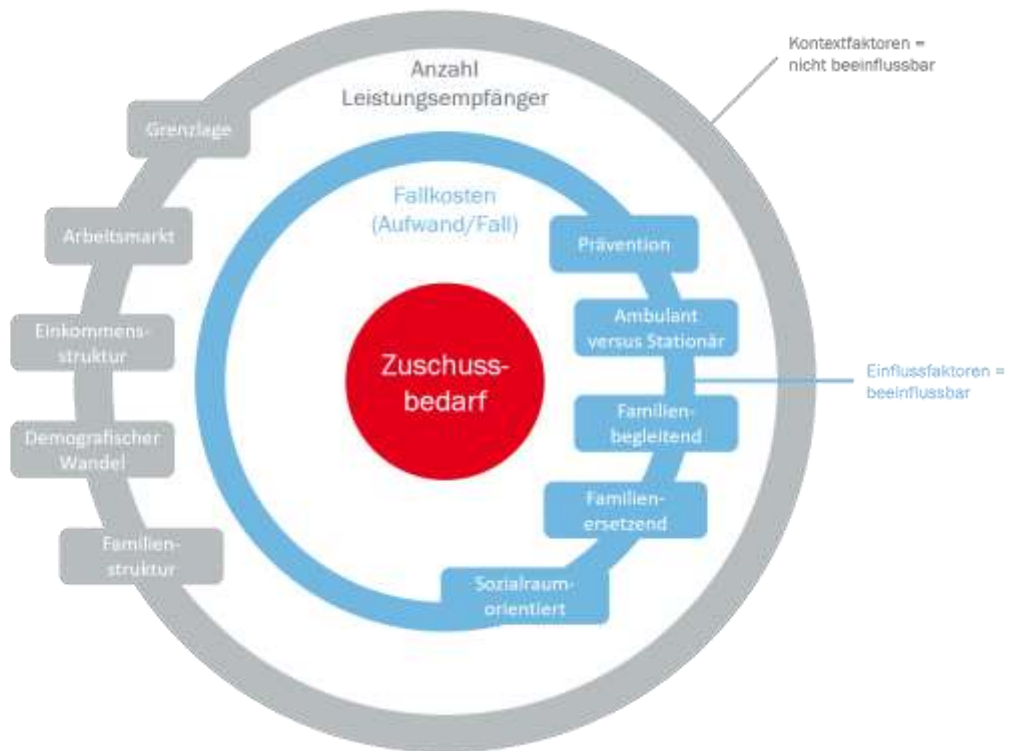 Kontextfaktoren =
nicht beeinflussbar
Anzahl
Leistungsempfänger
Grenzlage
Fallkosten
(Aufwand/Fall)
Arbeitsmarkt
Prävention
Einkommens-
struktur
Ambulant
versus Stationär
Zuschuss-
bedarf
Einflussfaktoren =
beeinflussbar
Demografischer
Wandel
Familien-
begleitend
Familien-
ersetzend
Familien-
struktur
Sozialraum-
orientiert